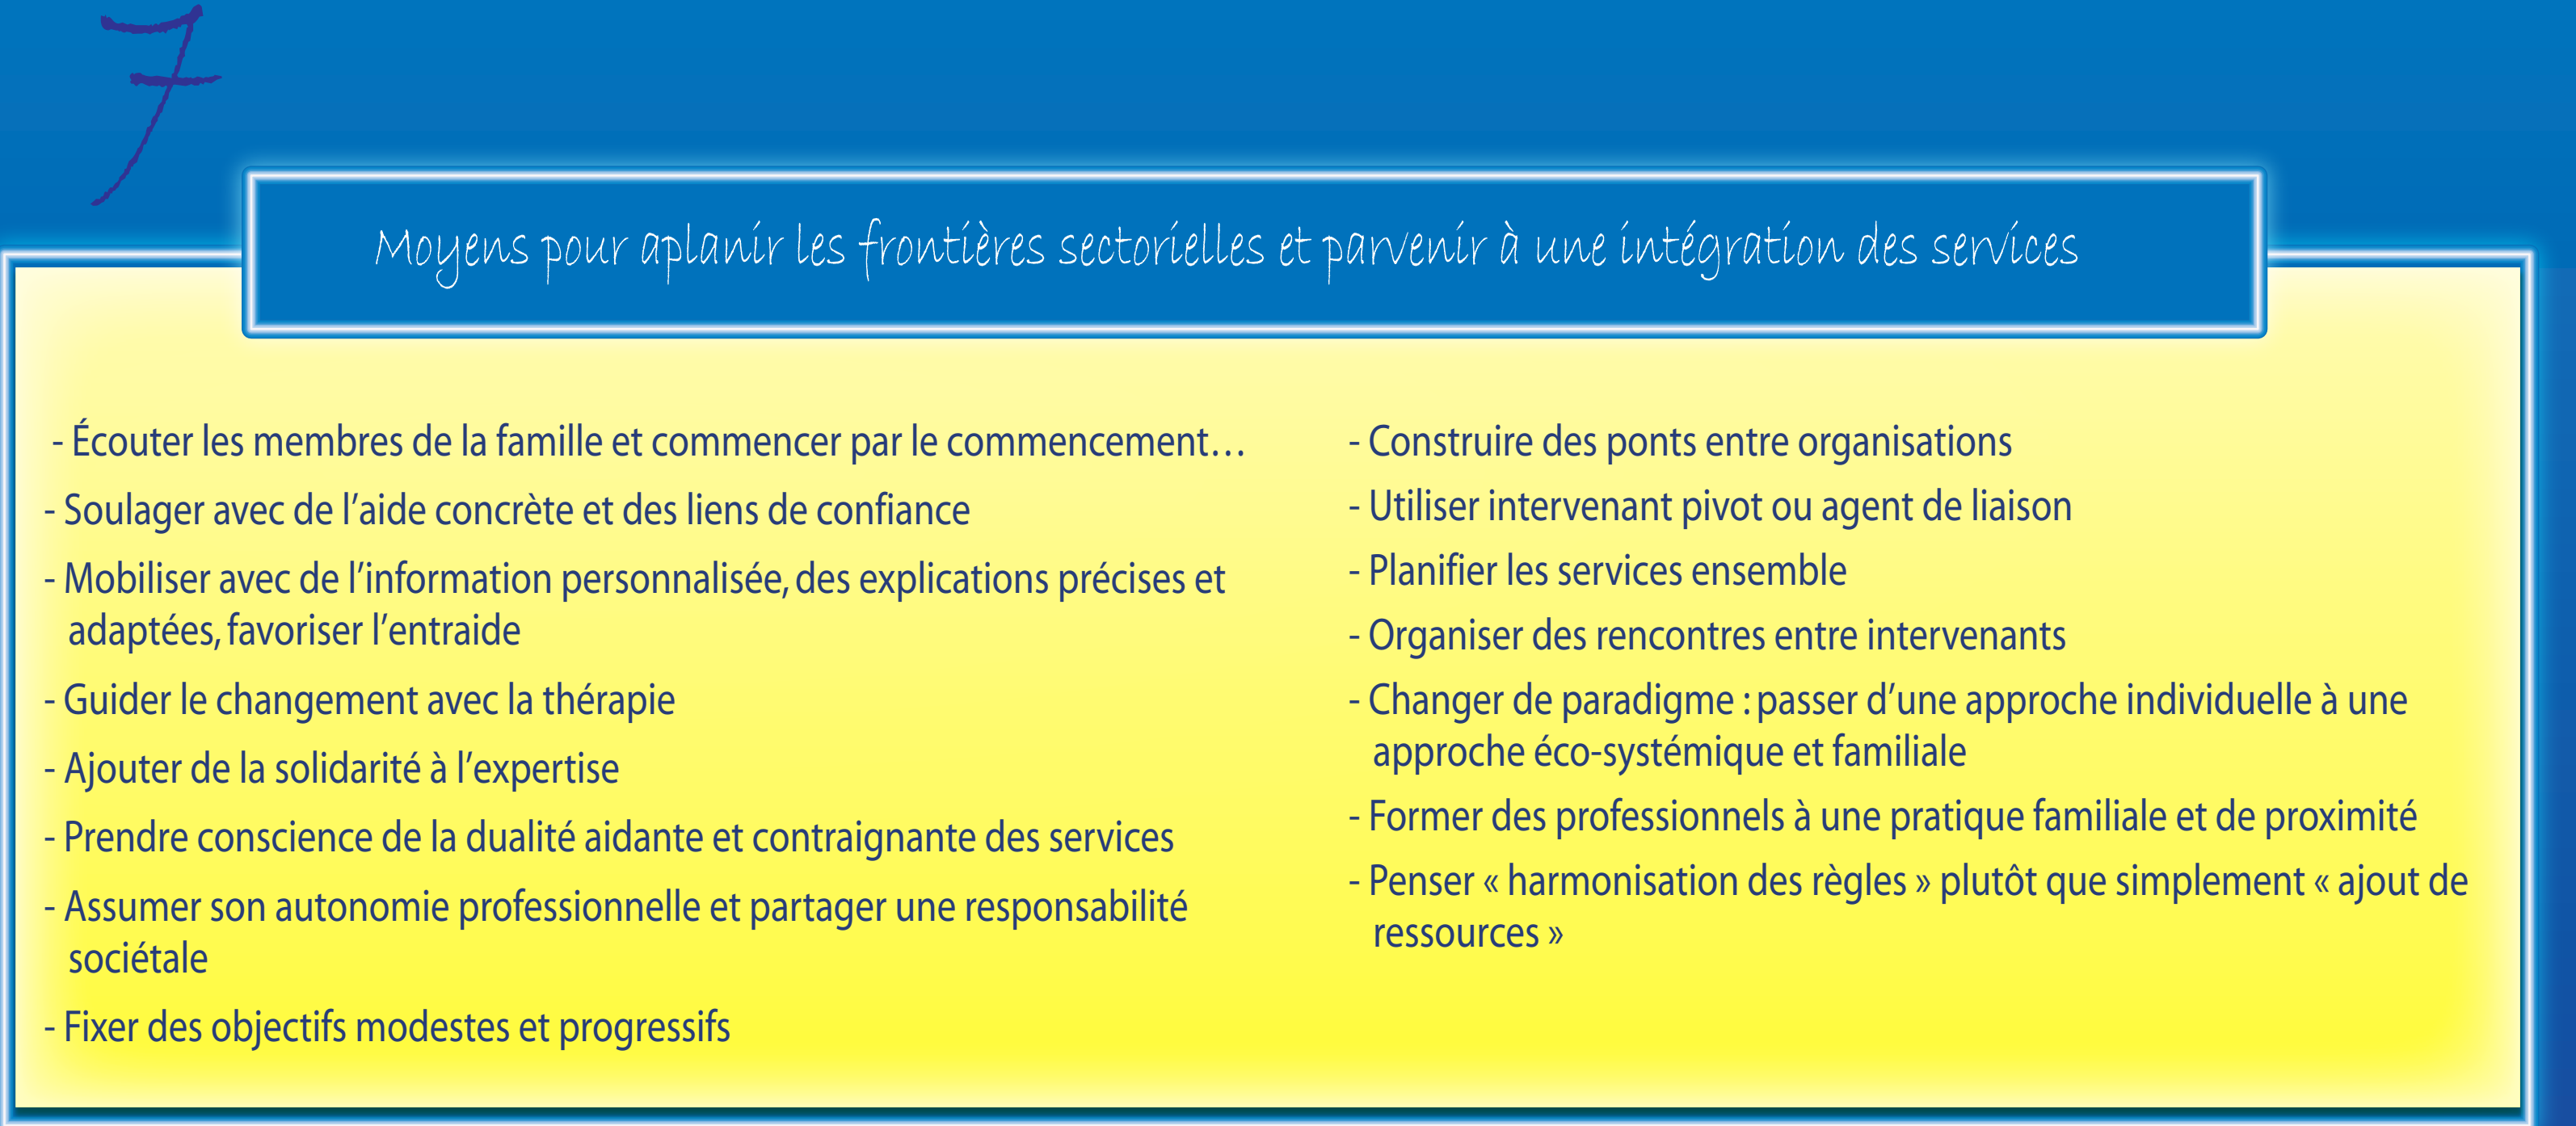 7
Moyens pour aplanir les frontières sectorielles et parvenir à une intégration des services
- Écouter les membres de la famille et commencer par le commencement…
- Soulager avec de l’aide concrète et des liens de confiance
- Mobiliser avec de l’information personnalisée, des explications précises et
adaptées, favoriser l’entraide
- Guider le changement avec la thérapie
- Ajouter de la solidarité à l’expertise
- Prendre conscience de la dualité aidante et contraignante des services
- Assumer son autonomie professionnelle et partager une responsabilité
sociétale
- Fixer des objectifs modestes et progressifs
- Construire des ponts entre organisations
- Utiliser intervenant pivot ou agent de liaison
- Planifier les services ensemble
- Organiser des rencontres entre intervenants
- Changer de paradigme : passer d’une approche individuelle à une
approche éco-systémique et familiale
- Former des professionnels à une pratique familiale et de proximité
- Penser « harmonisation des règles » plutôt que simplement « ajout de
ressources »